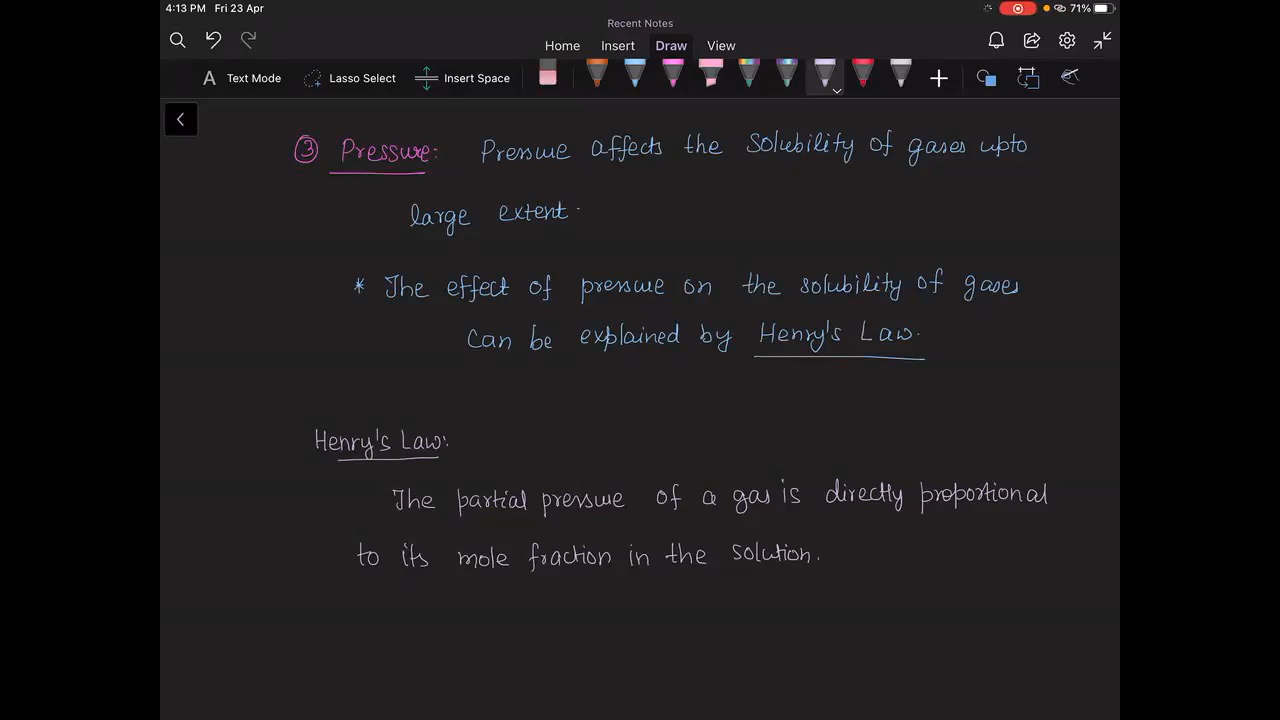 4:13 PM Fri 23 Apr
71%
Recent Notes
Home Insert Draw View
Text Mode Lasso Select Insert Space
③ Pressure: Pressure affects the solubility of gases upto
large extent.
* The effect of pressure on the solubility of gases
can be explained by Henry's Law.
Henry's Law:
The partial pressure of a gas is directly proportional
to its mole fraction in the solution.